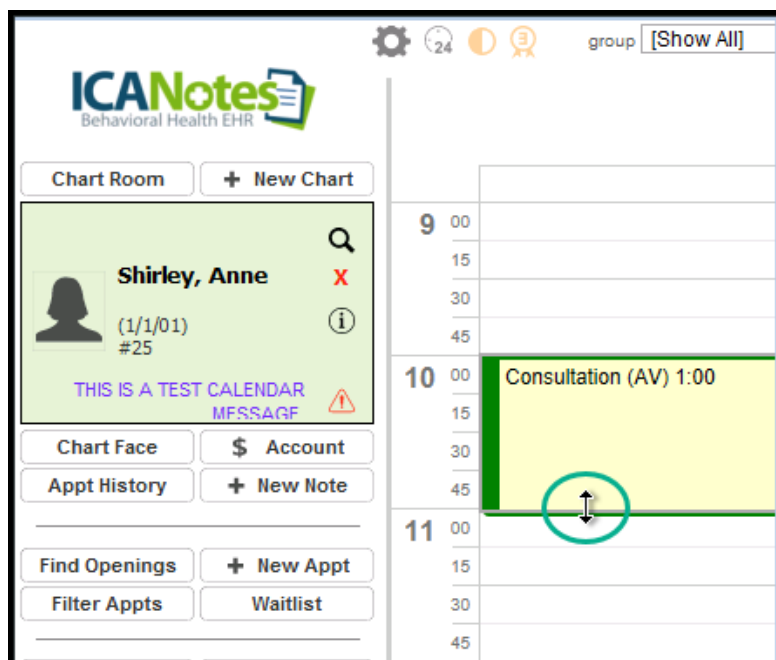 24
3
group [Show All]
ICANotes
Behavioral Health EHR
Chart Room
+ New Chart
Shirley, Anne
X
(1/1/01)
#25
THIS IS A TEST CALENDAR
MESSAGE
Chart Face
$ Account
Appt History
+ New Note
Find Openings
+ New Appt
Filter Appts
Waitlist
9 00
15
30
45
10 00
Consultation (AV) 1:00
15
30
45
11 00
15
30
45